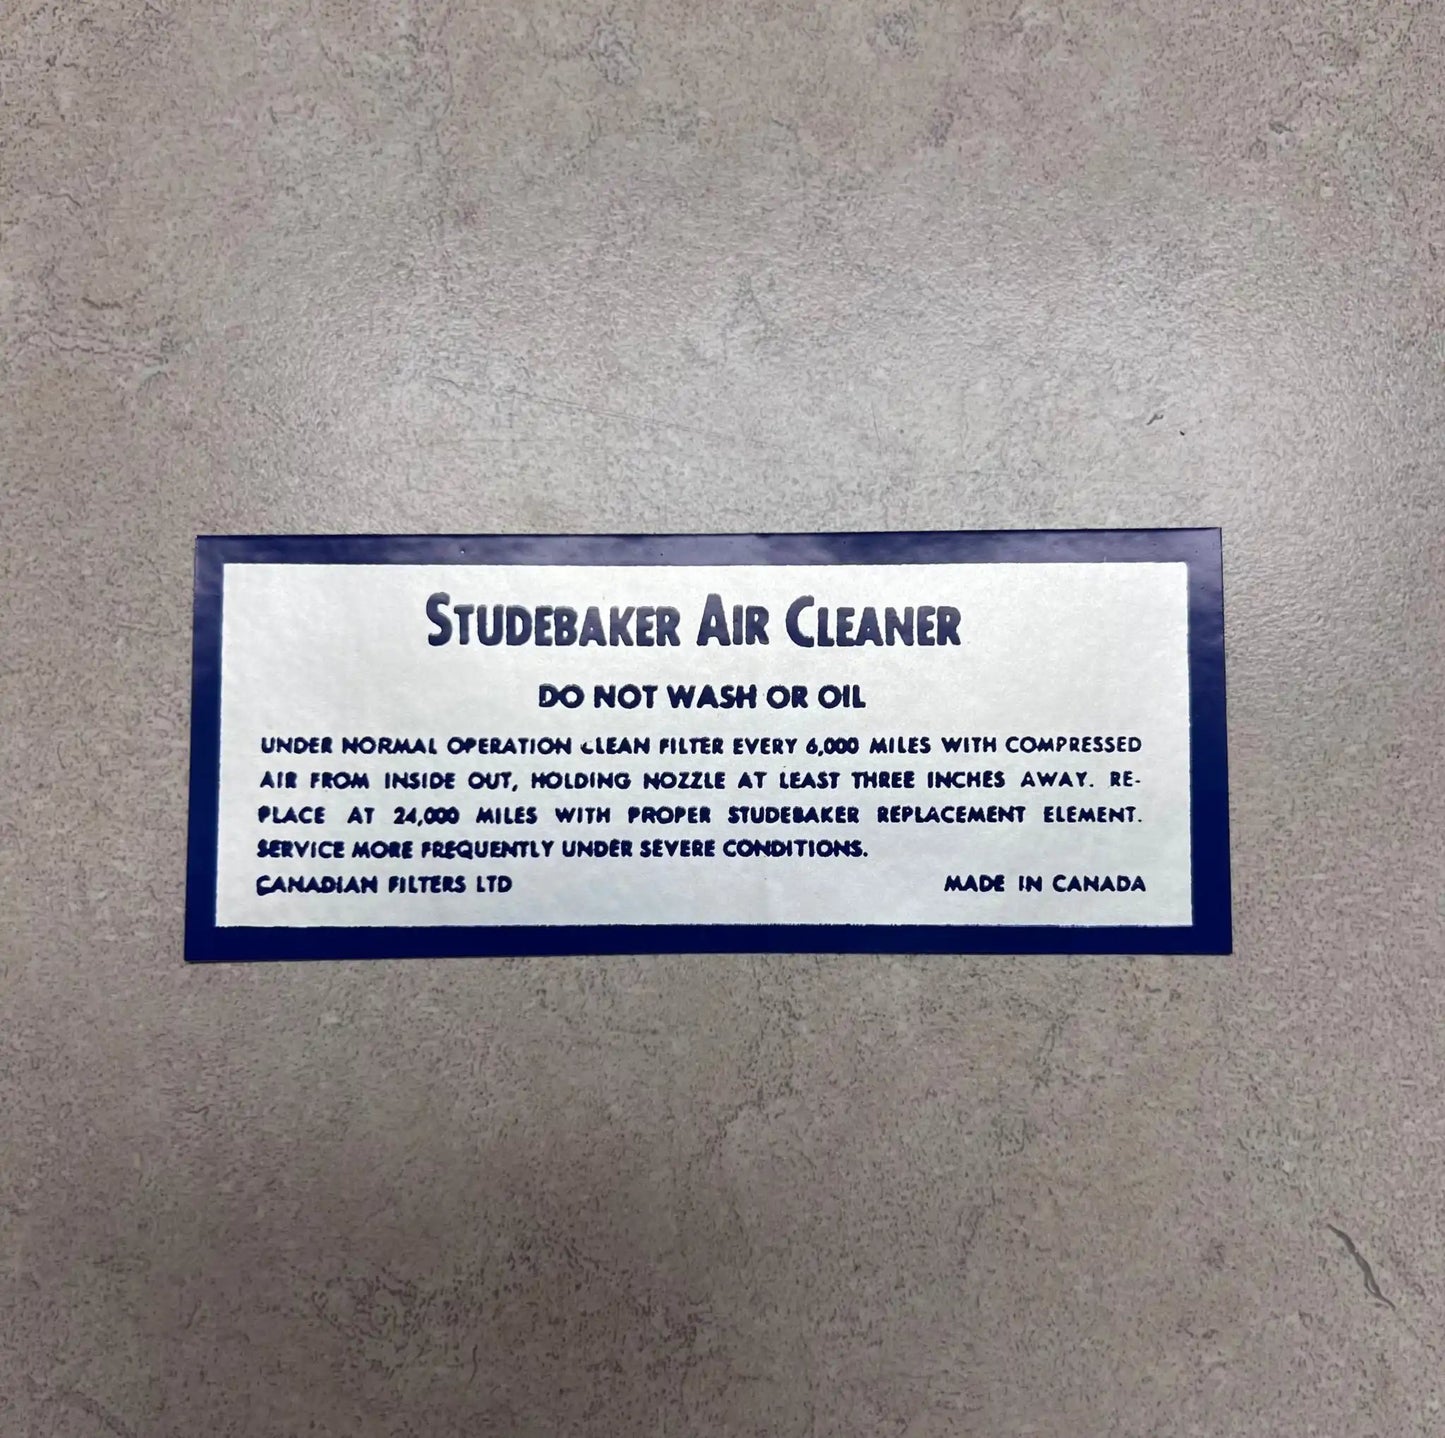 STUDEBAKER AIR CLEANER
DO NOT WASH OR OIL
UNDER NORMAL OPERATION CLEAN FILTER EVERY 6,000 MILES WITH COMPRESSED
AIR FROM INSIDE OUT, HOLDING NOZZLE AT LEAST THREE INCHES AWAY. RE-
PLACE AT 24,000 MILES WITH PROPER STUDEBAKER REPLACEMENT ELEMENT.
SERVICE MORE FREQUENTLY UNDER SEVERE CONDITIONS.
CANADIAN FILTERS LTD MADE IN CANADA